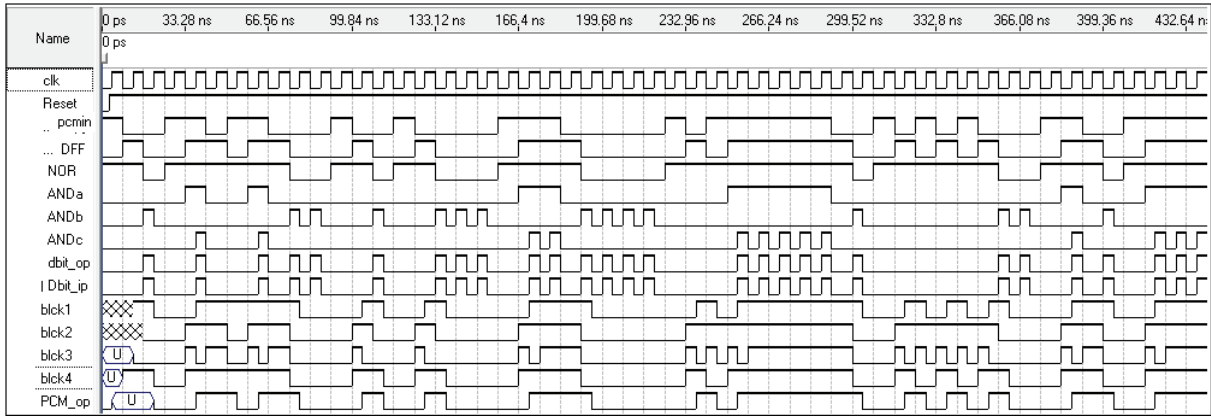 Name
0 ps 33.28 ns 66.56 ns 99.84 ns 133.12 ns 166.4 ns 199.68 ns 232.96 ns 266.24 ns 299.52 ns 332.8 ns 366.08 ns 399.36 ns 432.64 n
0 ps
clk
Reset
.. pcmin
... DFF
NOR
ANDa
ANDb
ANDc
dbit_op
l Dbit_ip
blck1
blck2
blck3 U
blck4 U
PCM_op U